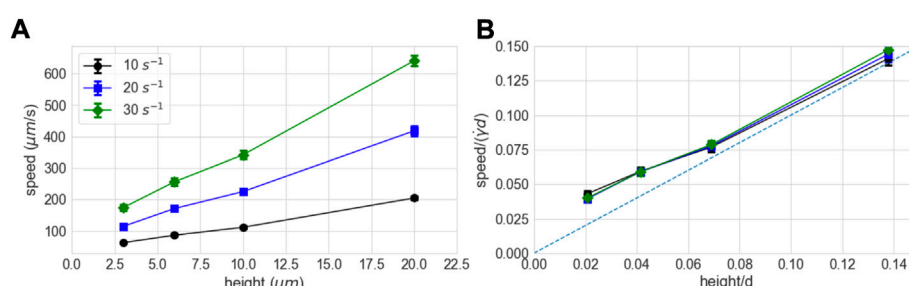 A
B
10 s⁻¹
20 s⁻¹
30 s⁻¹
speed (μm/s)
600
500
400
300
200
100
0.0 2.5 5.0 7.5 10.0 12.5 15.0 17.5 20.0 22.5
height (μm)
speed/(γ̇d)
0.150
0.125
0.100
0.075
0.050
0.025
0.000
0.00 0.02 0.04 0.06 0.08 0.10 0.12 0.14
height/d